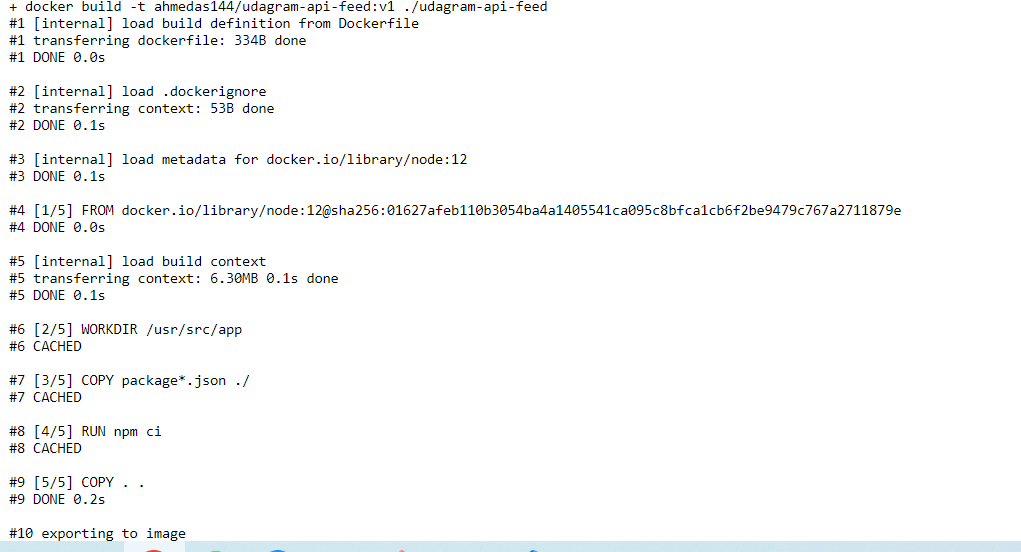 + docker build -t ahmedas144/udagram-api-feed:v1 ./udagram-api-feed
#1 [internal] load build definition from Dockerfile
#1 transferring dockerfile: 334B done
#1 DONE 0.0s
#2 [internal] load .dockerignore
#2 transferring context: 53B done
#2 DONE 0.1s
#3 [internal] load metadata for docker.io/library/node:12
#3 DONE 0.1s
#4 [1/5] FROM docker.io/library/node:12@sha256:01627afeb110b3054ba4a1405541ca095c8bfca1cb6f2be9479c767a2711879e
#4 DONE 0.0s
#5 [internal] load build context
#5 transferring context: 6.30MB 0.1s done
#5 DONE 0.1s
#6 [2/5] WORKDIR /usr/src/app
#6 CACHED
#7 [3/5] COPY package*.json ./
#7 CACHED
#8 [4/5] RUN npm ci
#8 CACHED
#9 [5/5] COPY . .
#9 DONE 0.2s
#10 exporting to image